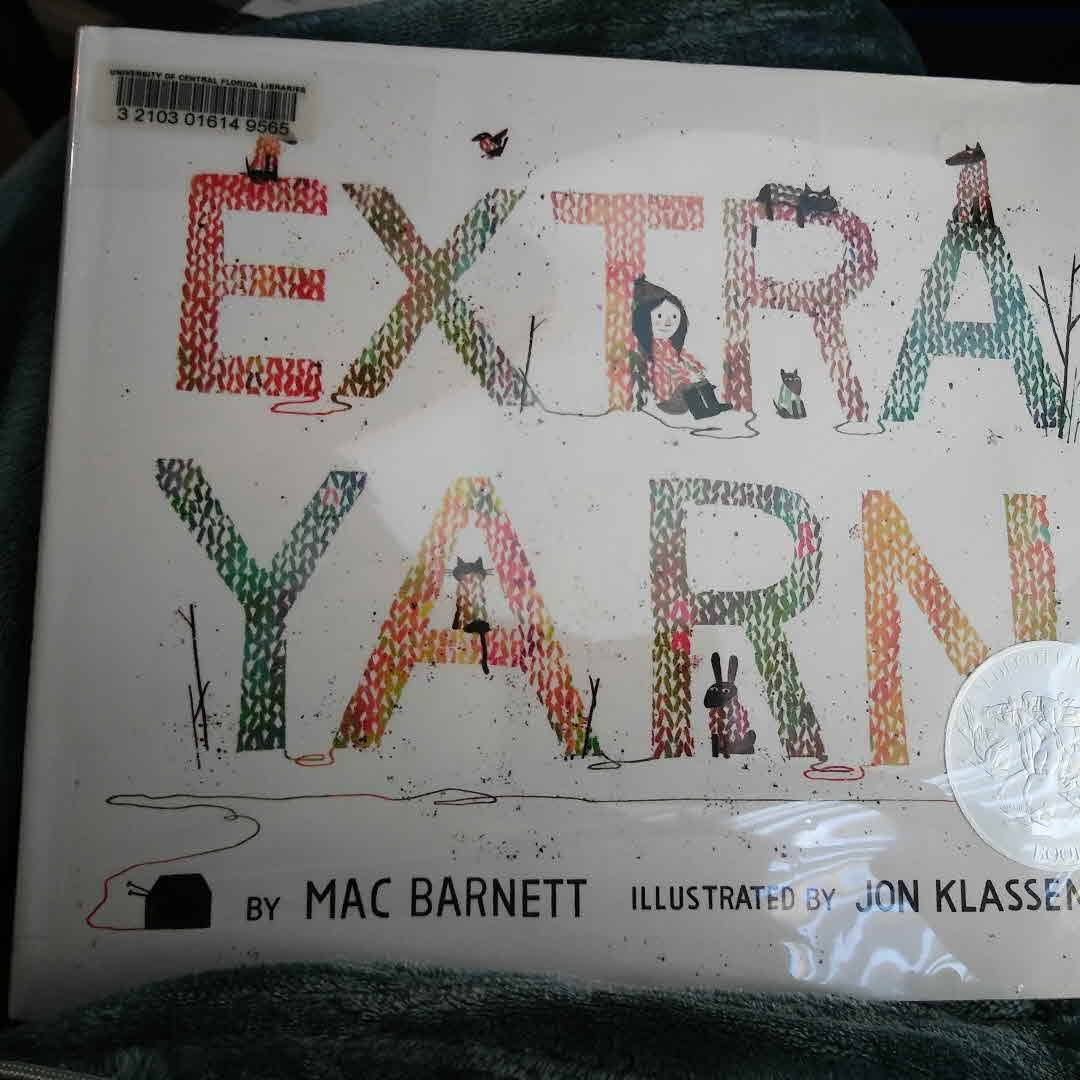 UNIVERSITY OF CENTRAL FLORIDA LIBRARIES
3 2103 01614 9565
EXTRA
YARN
BY MAC BARNETT ILLUSTRATED BY JON KLASSEN